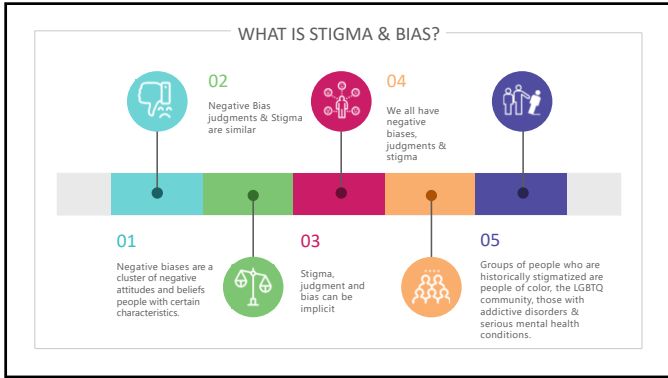 WHAT IS STIGMA & BIAS?
01
Negative biases are a
cluster of negative
attitudes and beliefs
people with certain
characteristics.
02
Negative Bias
judgments & Stigma
are similar
03
Stigma,
judgment and
bias can be
implicit
04
We all have
negative
biases,
judgments &
stigma
05
Groups of people who are
historically stigmatized are
people of color, the LGBTQ
community, those with
addictive disorders &
serious mental health
conditions.